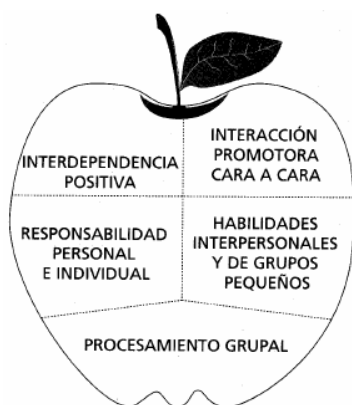 INTERDEPENDENCIA
POSITIVA
INTERACCIÓN
PROMOTORA
CARA A CARA
RESPONSABILIDAD
PERSONAL
E INDIVIDUAL
HABILIDADES
INTERPERSONALES
Y DE GRUPOS
PEQUEÑOS
PROCESAMIENTO GRUPAL